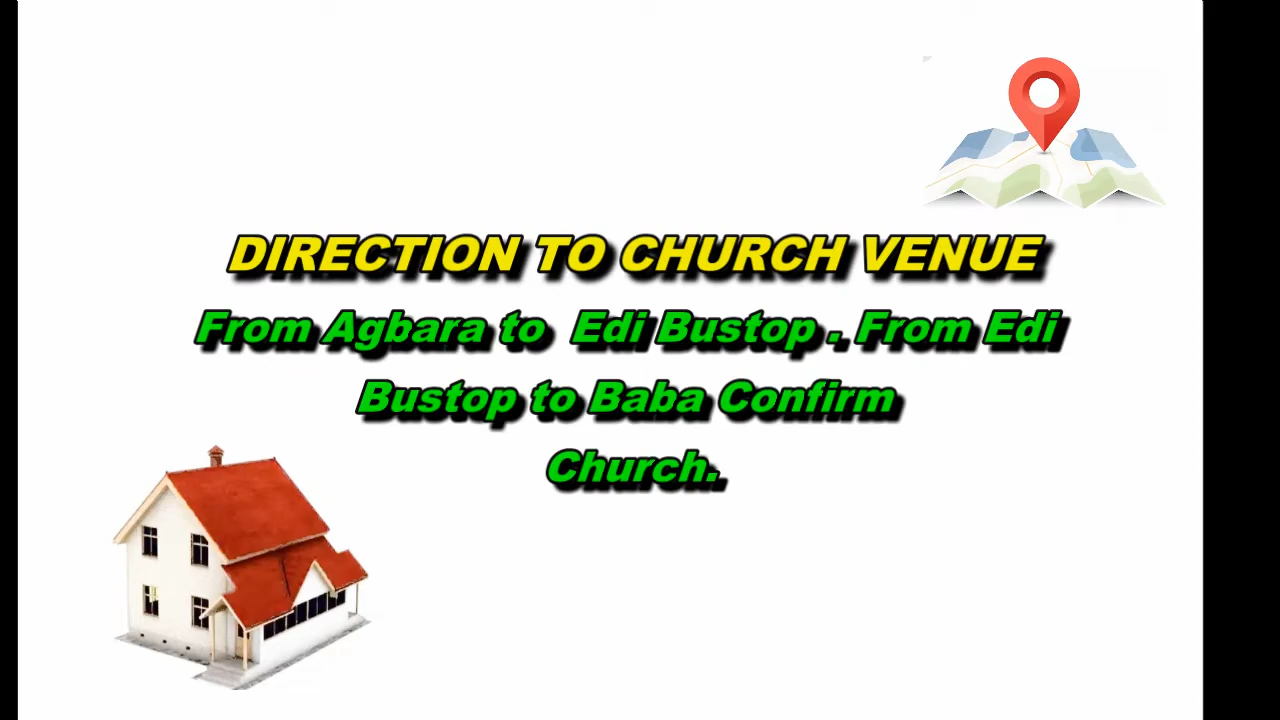 DIRECTION TO CHURCH VENUE
From Agbara to Edi Bustop . From Edi
Bustop to Baba Confirm
Church.